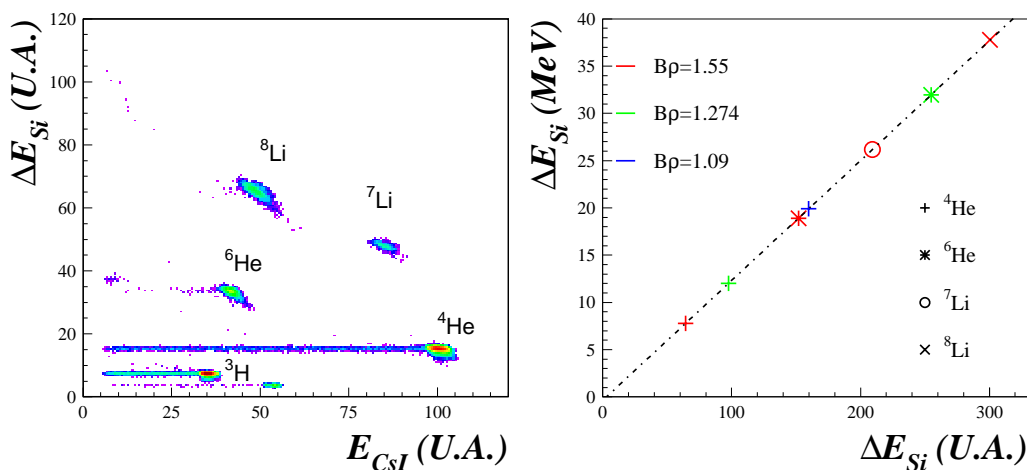 120
100
80
60
40
20
0
ΔE_Si (U.A.)
⁸Li
⁷Li
⁶He
⁴He
³H
0 25 50 75 100
E_CsI (U.A.)
40
35
30
25
20
15
10
5
0
ΔE_Si (MeV)
Bρ=1.55
Bρ=1.274
Bρ=1.09
⁴He
⁶He
⁷Li
⁸Li
0 100 200 300
ΔE_Si (U.A.)